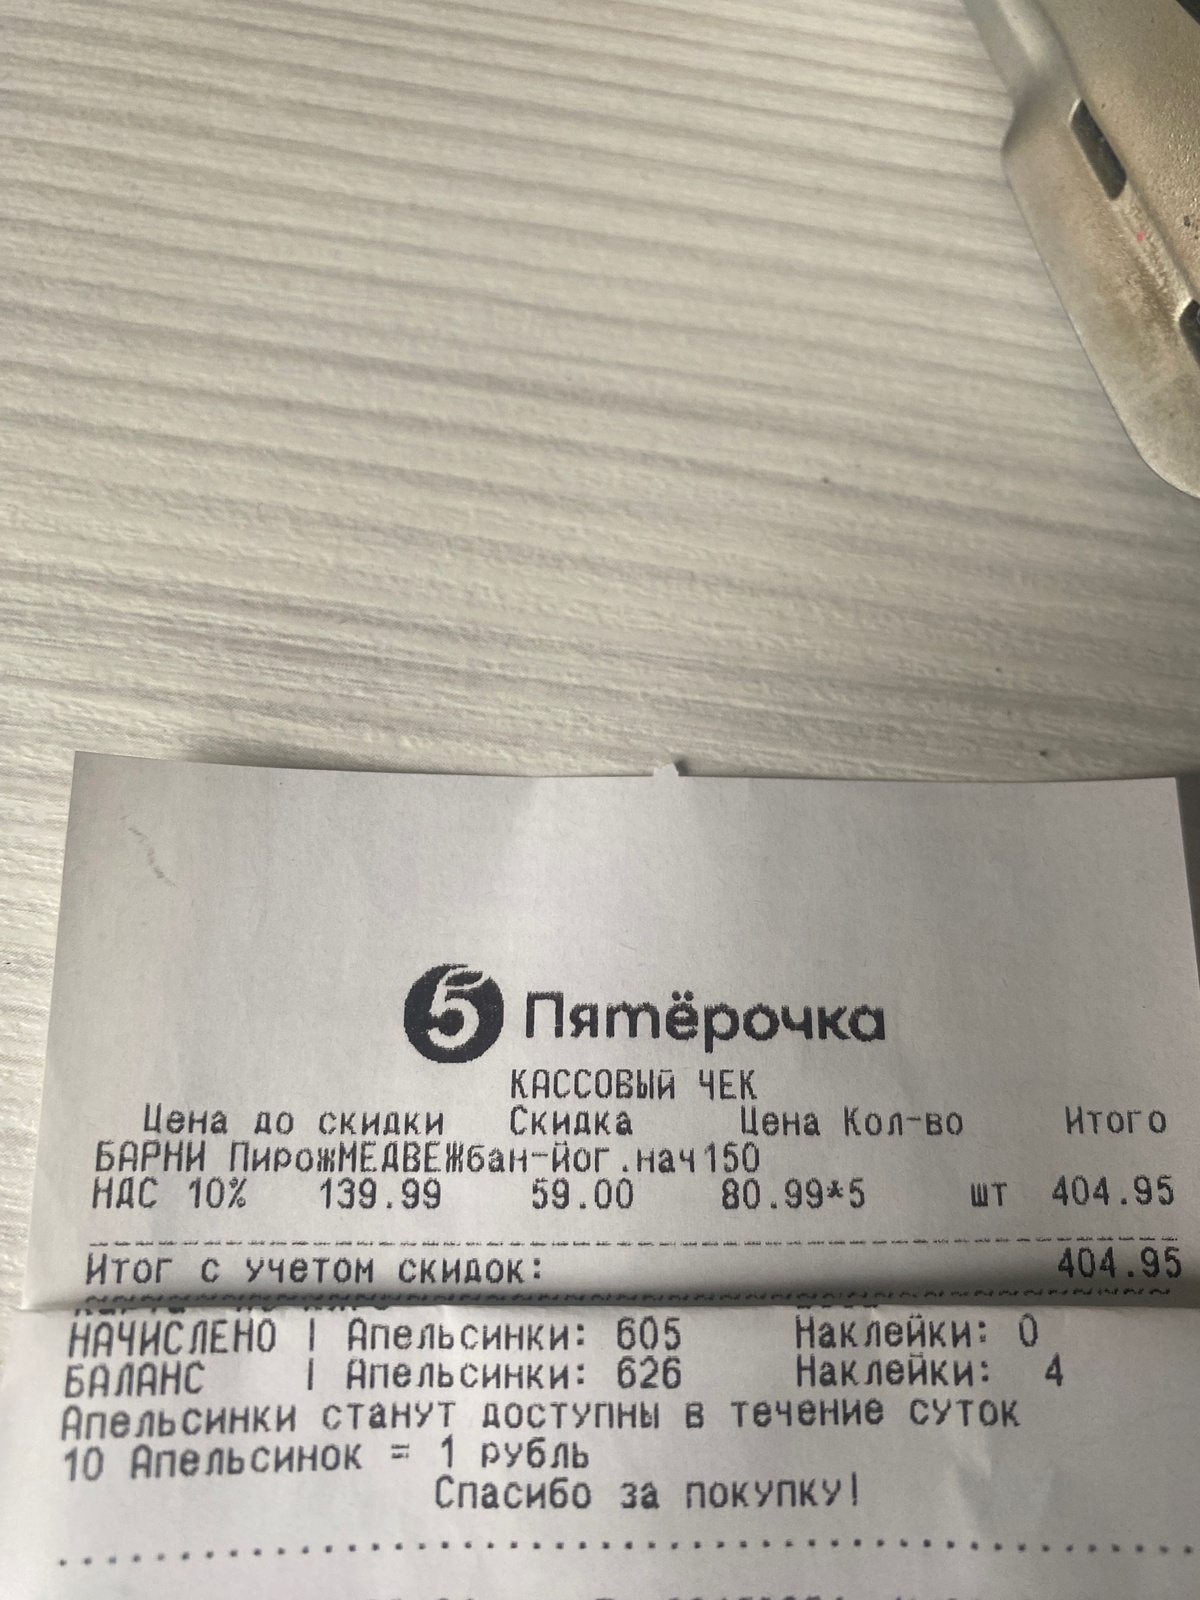 5 Пятёрочка
КАССОВЫЙ ЧЕК
Цена до скидки Скидка Цена Кол-во Итого
БАРНИ ПирожМЕДВЕЖбан-йог.нач150
НДС 10% 139.99 59.00 80.99*5 шт 404.95
Итог с учетом скидок: 404.95
НАЧИСЛЕНО | Апельсинки: 605 Наклейки: 0
БАЛАНС | Апельсинки: 626 Наклейки: 4
Апельсинки станут доступны в течение суток
10 Апельсинок = 1 рубль
Спасибо за покупку!